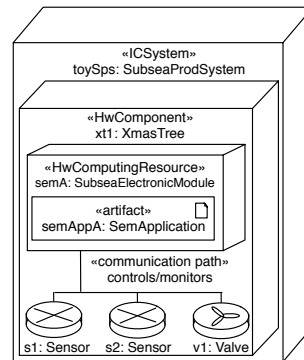 «ICSystem»
toySps: SubseaProdSystem
«HwComponent»
xt1: XmasTree
«HwComputingResource»
semA: SubseaElectronicModule
«artifact»
semAppA: SemApplication
«communication path»
controls/monitors
s1: Sensor s2: Sensor v1: Valve